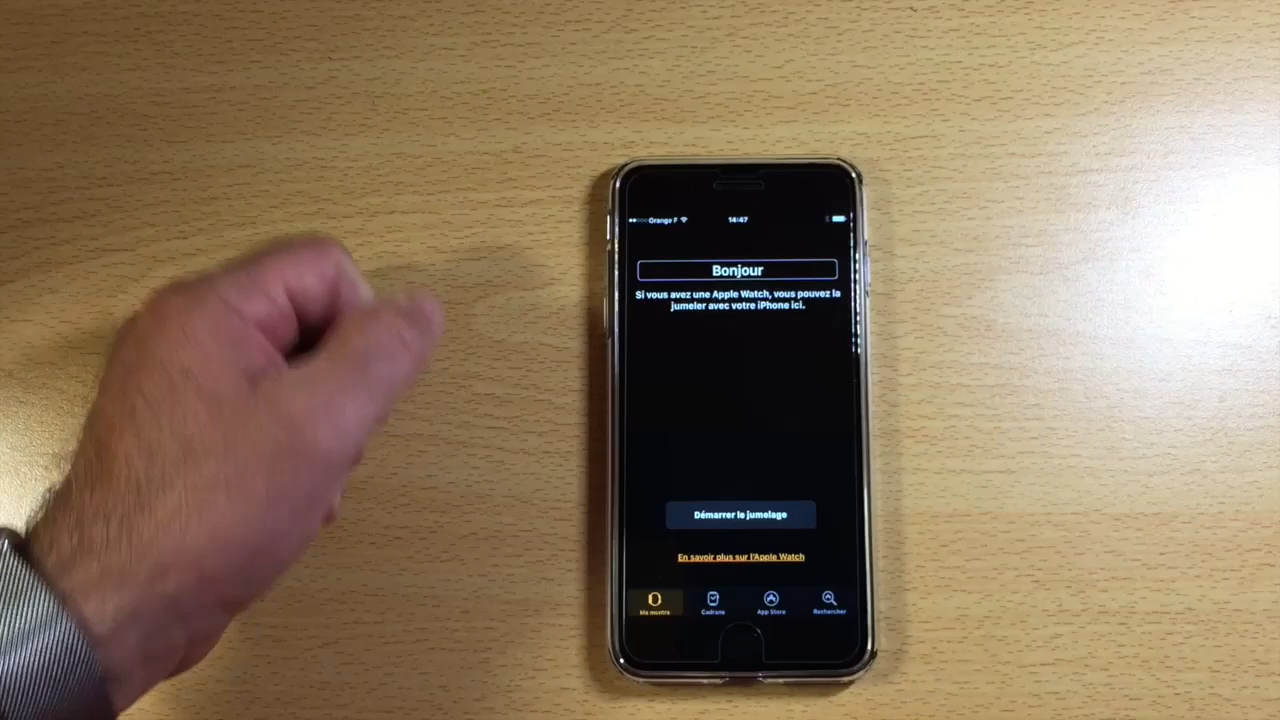 Orange F 14:47
Bonjour
Si vous avez une Apple Watch, vous pouvez la
jumeler avec votre iPhone ici.
Démarrer le jumelage
En savoir plus sur l'Apple Watch
Ma montre Cadrans App Store Rechercher